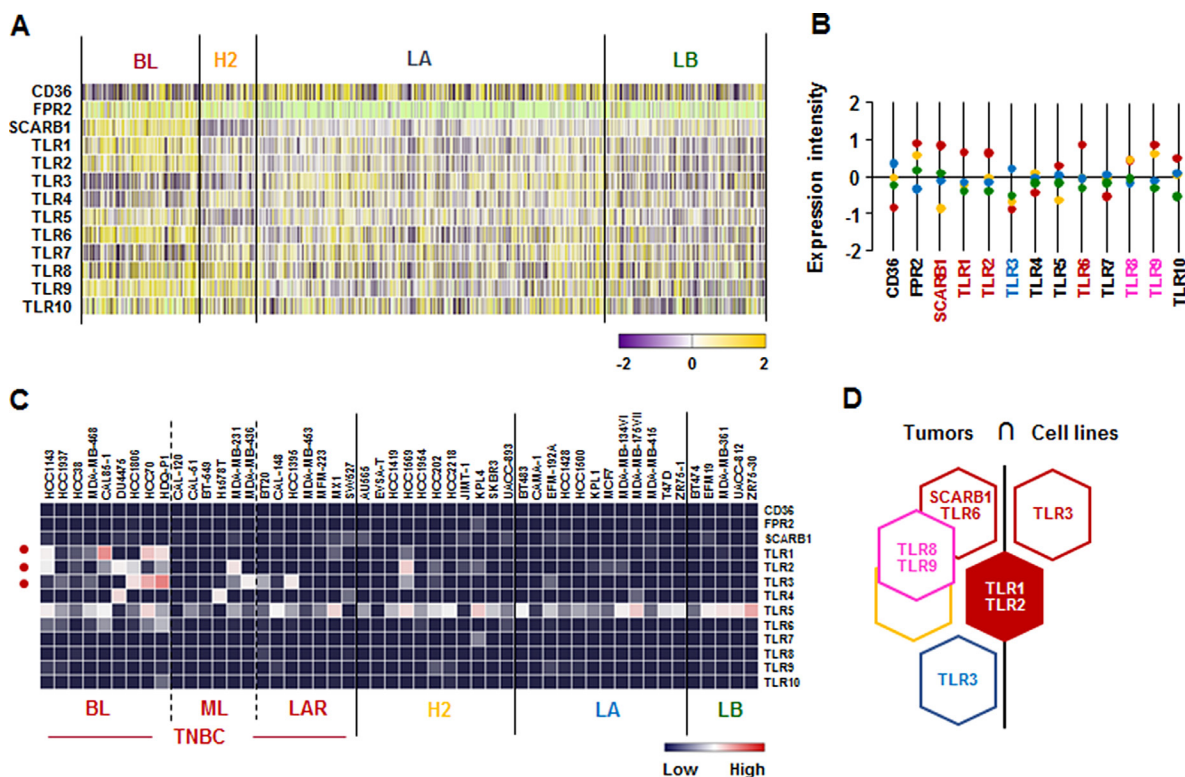 A
BL
H2
LA
LB
CD36
FPR2
SCARB1
TLR1
TLR2
TLR3
TLR4
TLR5
TLR6
TLR7
TLR8
TLR9
TLR10
-2
0
2
B
Expression intensity
2
1
0
-1
-2
CD36
FPR2
SCARB1
TLR1
TLR2
TLR3
TLR4
TLR5
TLR6
TLR7
TLR8
TLR9
TLR10
C
HCC1143
HCC1937
HCC38
MDA-MB-468
CAL85-1
DU4475
HCC1806
HCC70
HDQ-P1
CAL-120
CAL-51
BT-549
HS578T
MDA-MB-231
MDA-MB-436
BT20
CAL-148
HCC1395
MDA-MB-453
MFM-223
MX1
SW527
AU565
EVSA-T
HCC1419
HCC1569
HCC1954
HCC202
HCC2218
JIMT-1
KPL4
SKBR3
UACC-893
BT483
CAMA-1
EFM-192A
HCC1428
HCC1500
KPL1
MCF7
MDA-MB-134VI
MDA-MB-175VII
MDA-MB-415
T47D
ZR75-1
BT474
EFM19
MDA-MB-361
UACC-812
ZR75-30
CD36
FPR2
SCARB1
TLR1
TLR2
TLR3
TLR4
TLR5
TLR6
TLR7
TLR8
TLR9
TLR10
BL
ML
LAR
H2
LA
LB
TNBC
Low
High
D
Tumors ∩ Cell lines
SCARB1
TLR6
TLR3
TLR8
TLR9
TLR1
TLR2
TLR3